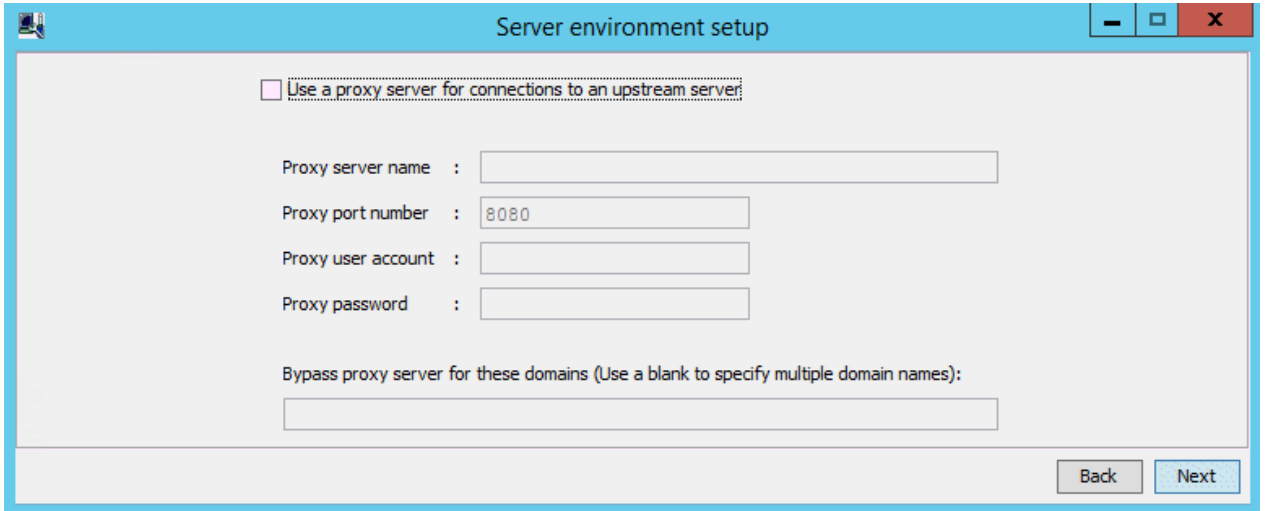 Server environment setup
Use a proxy server for connections to an upstream server
Proxy server name :
Proxy port number : 8080
Proxy user account :
Proxy password :
Bypass proxy server for these domains (Use a blank to specify multiple domain names):
Back Next